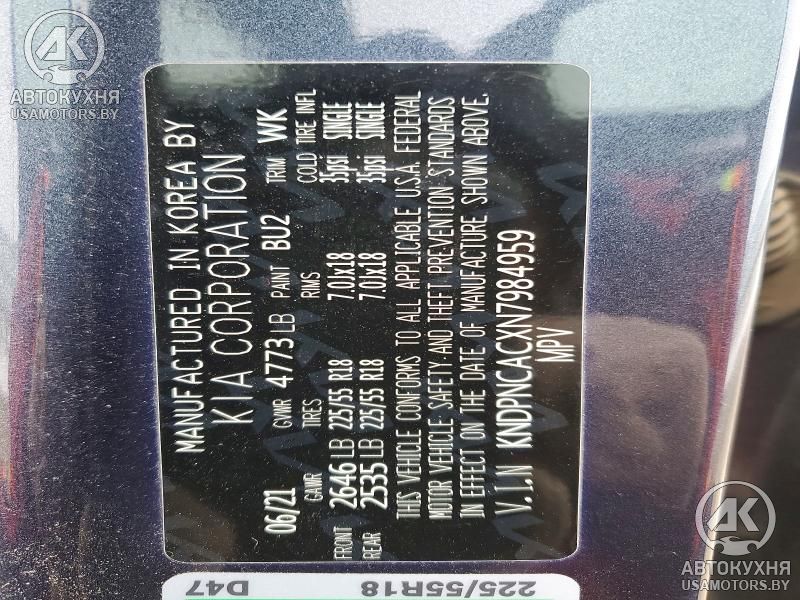 AK
АВТОКУХНЯ
USAMOTORS.BY
MANUFACTURED IN KOREA BY
KIA CORPORATION
06/21 GVWR 4773 LB PAINT BU2 TRIM WK
GAWR TIRES RIMS COLD TIRE INFL
FRONT 2646 LB 225/55 R18 7.0Jx18 35psi SINGLE
REAR 2535 LB 225/55 R18 7.0Jx18 35psi SINGLE
THIS VEHICLE CONFORMS TO ALL APPLICABLE U.S.A. FEDERAL
MOTOR VEHICLE SAFETY AND THEFT PREVENTION STANDARDS
IN EFFECT ON THE DATE OF MANUFACTURE SHOWN ABOVE.
V.I.N KNDPNCACXN7984959
MPV
D47 225/55R18
AK
АВТОКУХНЯ
USAMOTORS.BY